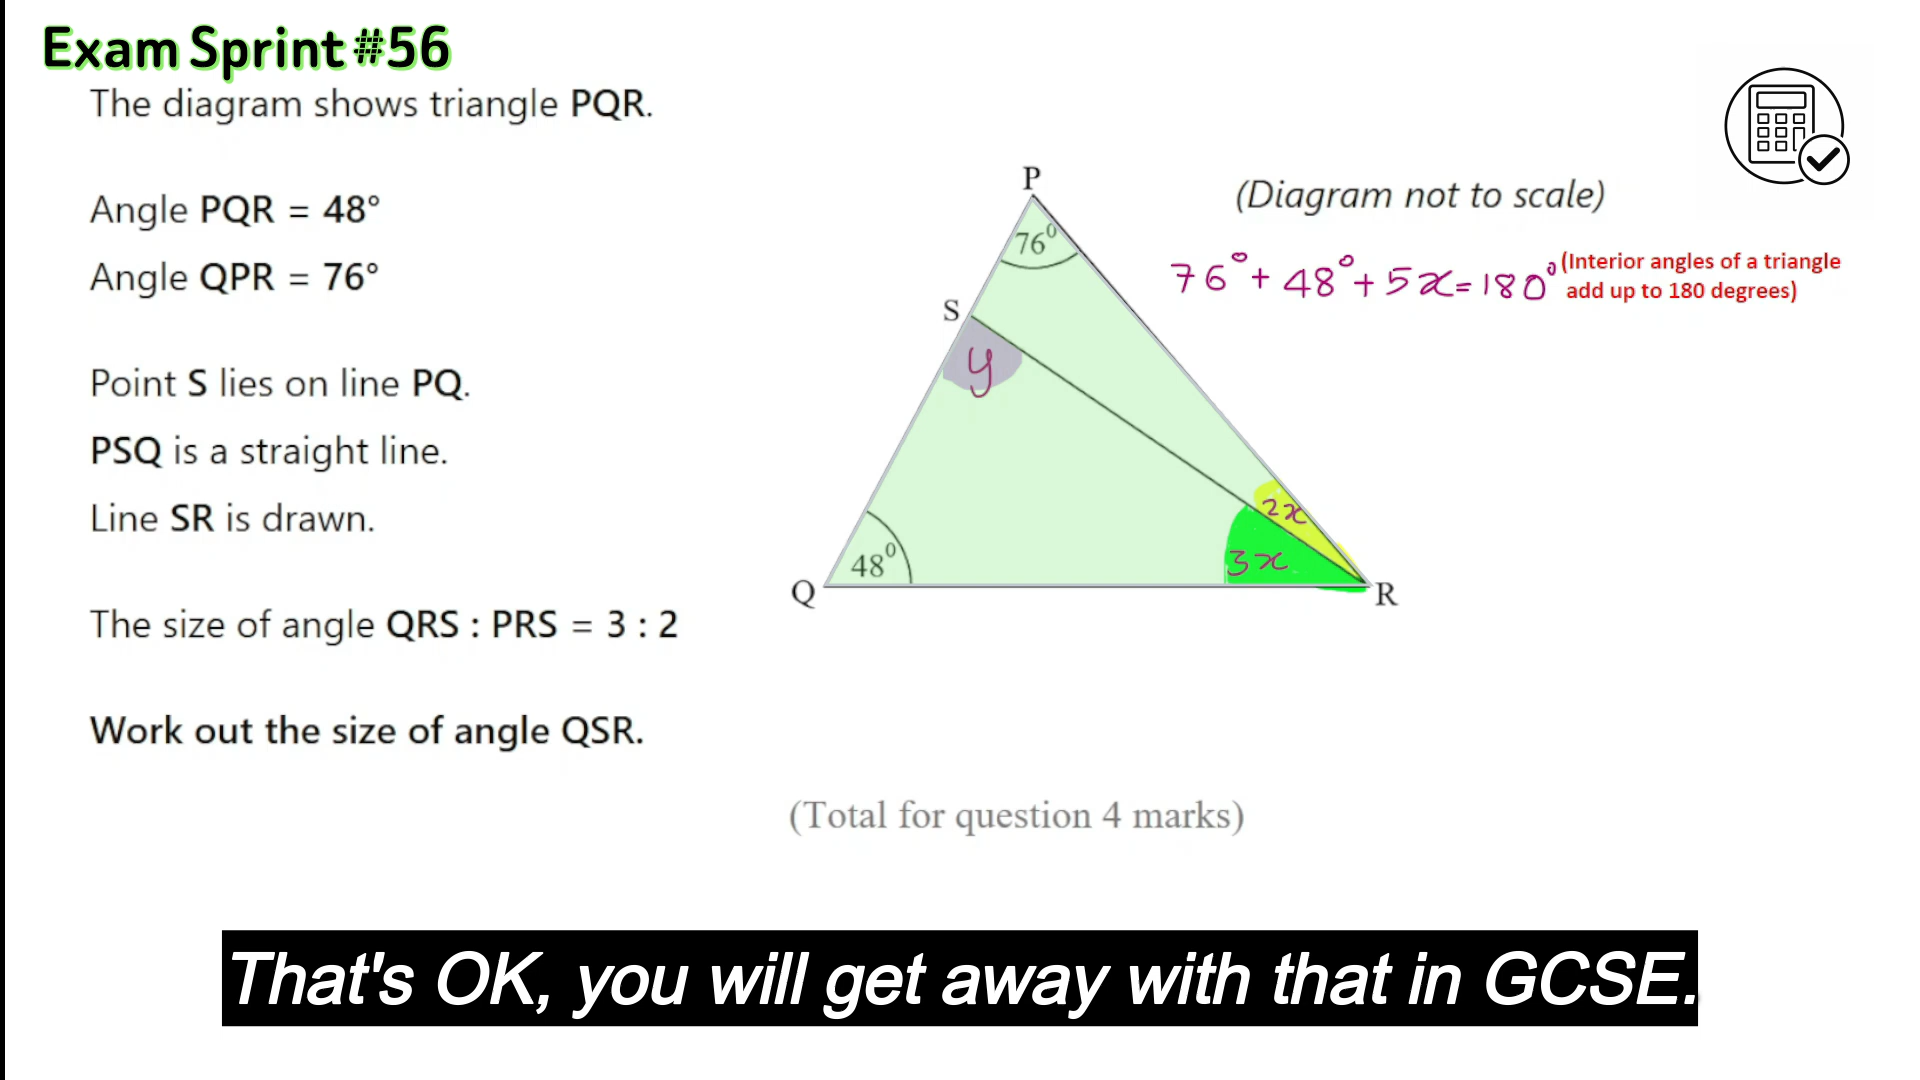 Exam Sprint #56
The diagram shows triangle PQR.
Angle PQR = 48°
Angle QPR = 76°
Point S lies on line PQ.
PSQ is a straight line.
Line SR is drawn.
The size of angle QRS : PRS = 3 : 2
Work out the size of angle QSR.
(Diagram not to scale)
76° + 48° + 5x = 180°
(Interior angles of a triangle
add up to 180 degrees)
P
76⁰
S
y
2x
3x
48⁰
Q
R
(Total for question 4 marks)
That's OK, you will get away with that in GCSE.